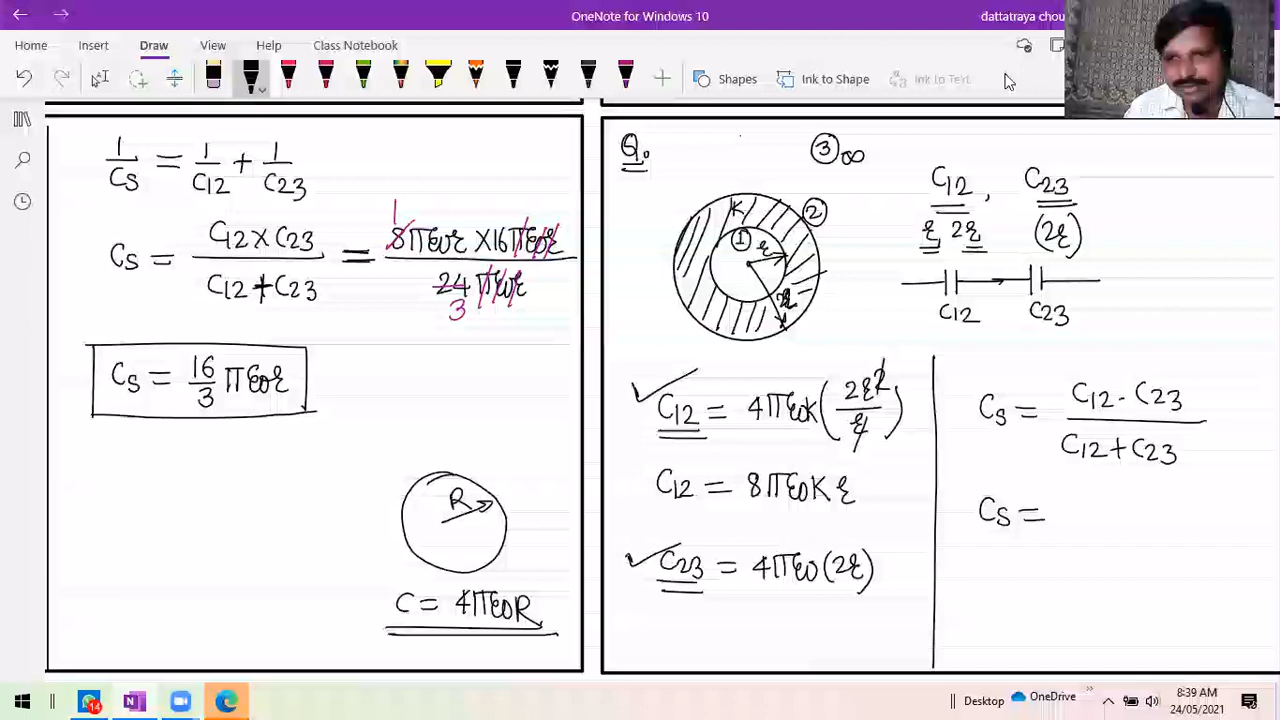 OneNote for Windows 10
dattatraya chou
Home Insert Draw View Help Class Notebook
Shapes Ink to Shape Ink to Text
1/CS = 1/C12 + 1/C23
CS = C12 × C23 / C12 + C23 = 8πε0r × 16πε0r / 24πε0r
1
3
CS = 16/3 πε0r
R
C = 4πε0R
Q.
③∞
K
②
①
r
2r
C12, C23
r 2r (2r)
C12 C23
C12 = 4πε0K(2r²/r)
C12 = 8πε0Kr
C23 = 4πε0(2r)
CS = C12 . C23 / C12 + C23
CS =
14
Desktop
OneDrive
8:39 AM
24/05/2021